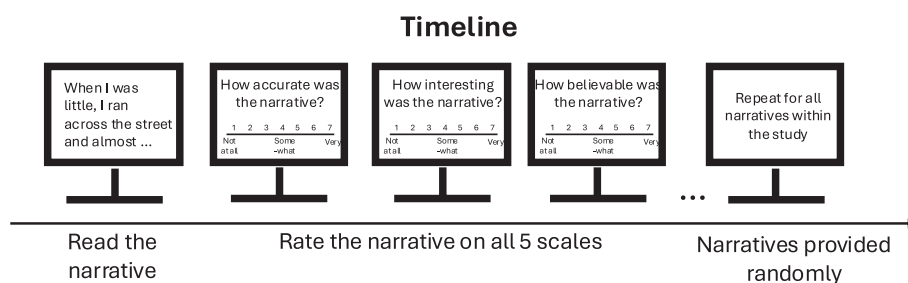 Timeline
When I was
little, I ran
across the street
and almost ...
How accurate was
the narrative?
1 2 3 4 5 6 7
Not
at all
Some
-what
Very
How interesting
was the narrative?
1 2 3 4 5 6 7
Not
at all
Some
-what
Very
How believable was
the narrative?
1 2 3 4 5 6 7
Not
at all
Some
-what
Very
...
Repeat for all
narratives within
the study
Read the
narrative
Rate the narrative on all 5 scales
Narratives provided
randomly